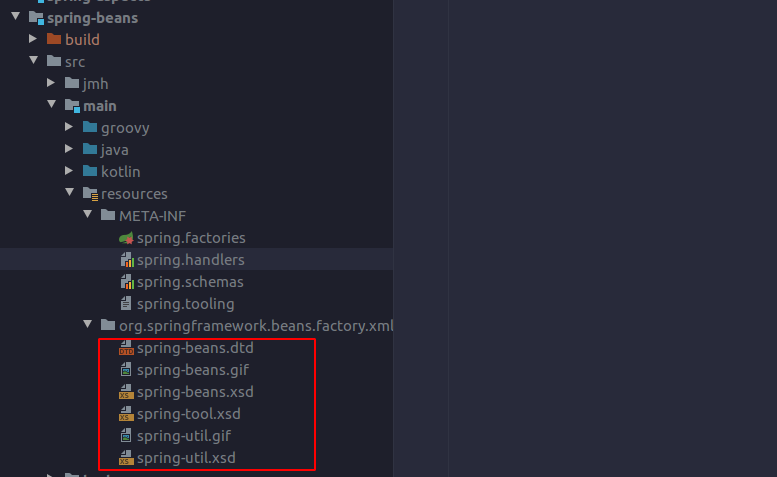 spring-beans
build
src
jmh
main
groovy
java
kotlin
resources
META-INF
spring.factories
spring.handlers
spring.schemas
spring.tooling
org.springframework.beans.factory.xml
spring-beans.dtd
spring-beans.gif
spring-beans.xsd
spring-tool.xsd
spring-util.gif
spring-util.xsd